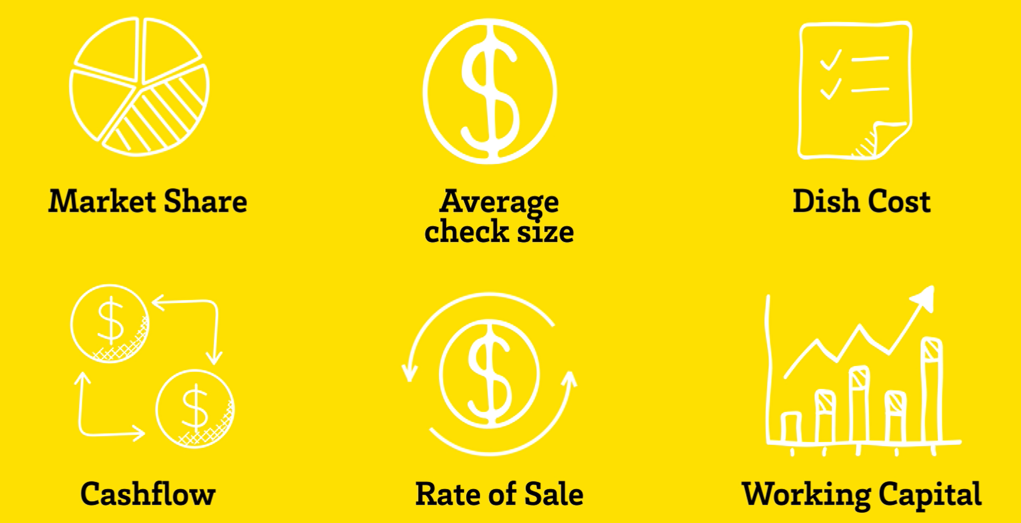 Market Share
Average
check size
Dish Cost
Cashflow
Rate of Sale
Working Capital